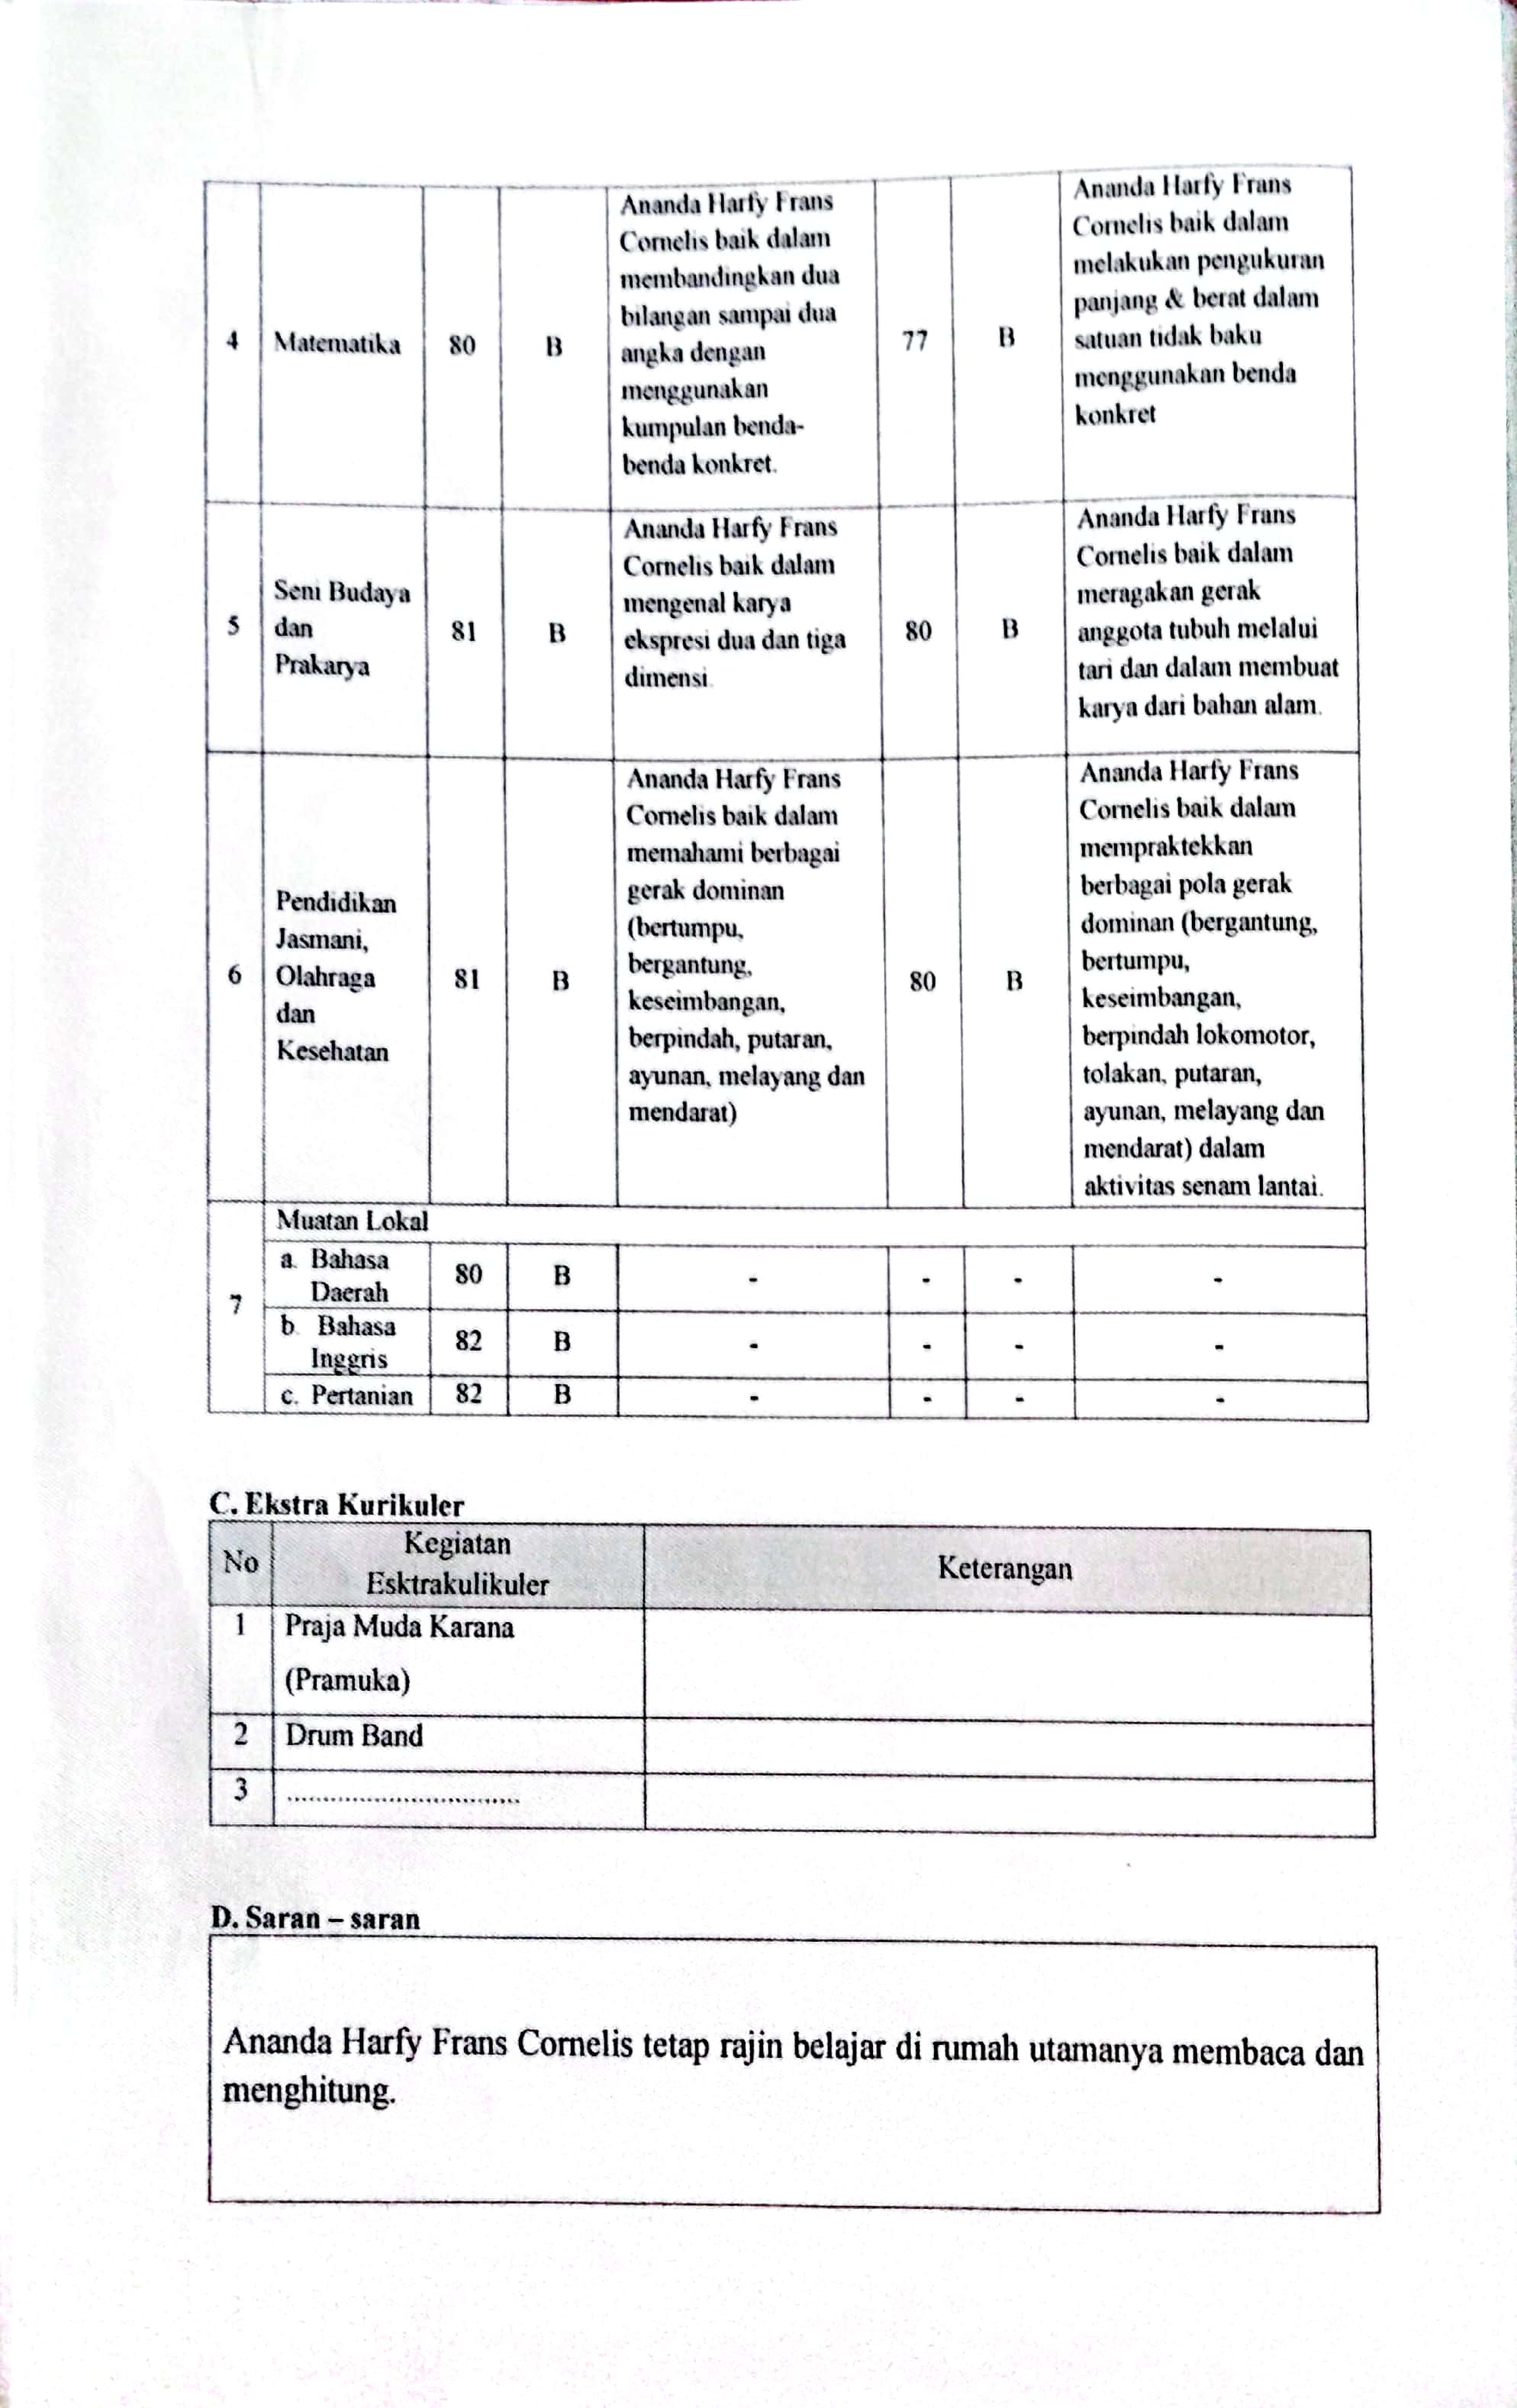 4 Matematika 80 B Ananda Harfy Frans Cornelis baik dalam membandingkan dua bilangan sampai dua angka dengan menggunakan kumpulan benda-benda konkret. 77 B Ananda Harfy Frans Cornelis baik dalam melakukan pengukuran panjang & berat dalam satuan tidak baku menggunakan benda konkret
5 Seni Budaya dan Prakarya 81 B Ananda Harfy Frans Cornelis baik dalam mengenal karya ekspresi dua dan tiga dimensi. 80 B Ananda Harfy Frans Cornelis baik dalam meragakan gerak anggota tubuh melalui tari dan dalam membuat karya dari bahan alam.
6 Pendidikan Jasmani, Olahraga dan Kesehatan 81 B Ananda Harfy Frans Cornelis baik dalam memahami berbagai gerak dominan (bertumpu, bergantung, keseimbangan, berpindah, putaran, ayunan, melayang dan mendarat) 80 B Ananda Harfy Frans Cornelis baik dalam mempraktekkan berbagai pola gerak dominan (bergantung, bertumpu, keseimbangan, berpindah lokomotor, tolakan, putaran, ayunan, melayang dan mendarat) dalam aktivitas senam lantai.
7 Muatan Lokal
a. Bahasa Daerah 80 B - - - -
b. Bahasa Inggris 82 B - - - -
c. Pertanian 82 B - - - -
C. Ekstra Kurikuler
No Kegiatan Esktrakulikuler Keterangan
1 Praja Muda Karana (Pramuka)
2 Drum Band
3 ................................
D. Saran – saran
Ananda Harfy Frans Cornelis tetap rajin belajar di rumah utamanya membaca dan
menghitung.